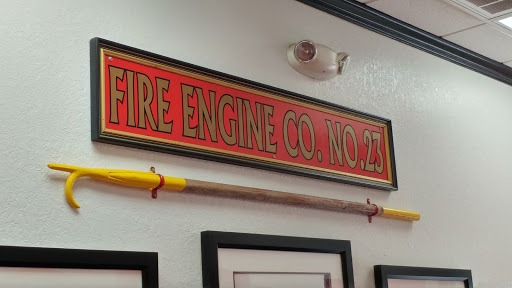 FIRE ENGINE CO. NO. 23